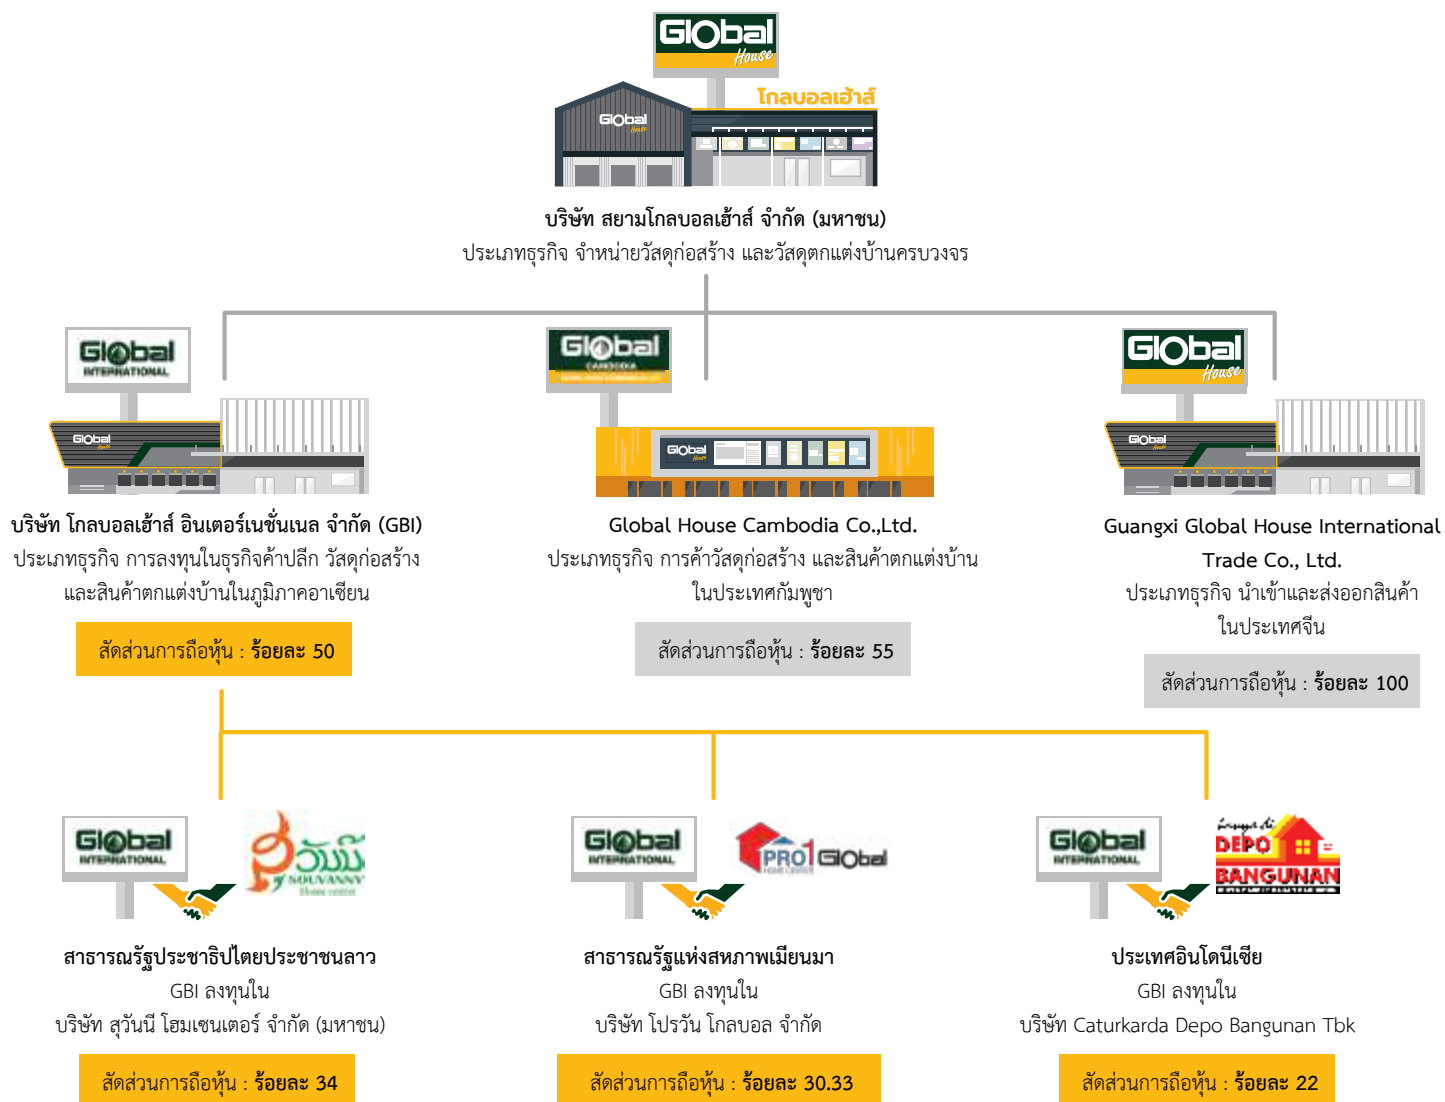 Global
House
โกลบอลเฮ้าส์
Global
House
บริษัท สยามโกลบอลเฮ้าส์ จำกัด (มหาชน)
ประเภทธุรกิจ จำหน่ายวัสดุก่อสร้าง และวัสดุตกแต่งบ้านครบวงจร
Global
INTERNATIONAL
Global
House
บริษัท โกลบอลเฮ้าส์ อินเตอร์เนชั่นเนล จำกัด (GBI)
ประเภทธุรกิจ การลงทุนในธุรกิจค้าปลีก วัสดุก่อสร้าง
และสินค้าตกแต่งบ้านในภูมิภาคอาเซียน
สัดส่วนการถือหุ้น : ร้อยละ 50
Global
CAMBODIA
Global
House
Global House Cambodia Co.,Ltd.
ประเภทธุรกิจ การค้าวัสดุก่อสร้าง และสินค้าตกแต่งบ้าน
ในประเทศกัมพูชา
สัดส่วนการถือหุ้น : ร้อยละ 55
Global
House
Global
House
Guangxi Global House International
Trade Co., Ltd.
ประเภทธุรกิจ นำเข้าและส่งออกสินค้า
ในประเทศจีน
สัดส่วนการถือหุ้น : ร้อยละ 100
Global
INTERNATIONAL
สุวันนี
SOUVANNY
Home center
สาธารณรัฐประชาธิปไตยประชาชนลาว
GBI ลงทุนใน
บริษัท สุวันนี โฮมเซนเตอร์ จำกัด (มหาชน)
สัดส่วนการถือหุ้น : ร้อยละ 34
Global
INTERNATIONAL
PRO1 Global
HOME CENTER
สาธารณรัฐแห่งสหภาพเมียนมา
GBI ลงทุนใน
บริษัท โปรวัน โกลบอล จำกัด
สัดส่วนการถือหุ้น : ร้อยละ 30.33
Global
INTERNATIONAL
DEPO
BANGUNAN
ประเทศอินโดนีเซีย
GBI ลงทุนใน
บริษัท Caturkarda Depo Bangunan Tbk
สัดส่วนการถือหุ้น : ร้อยละ 22